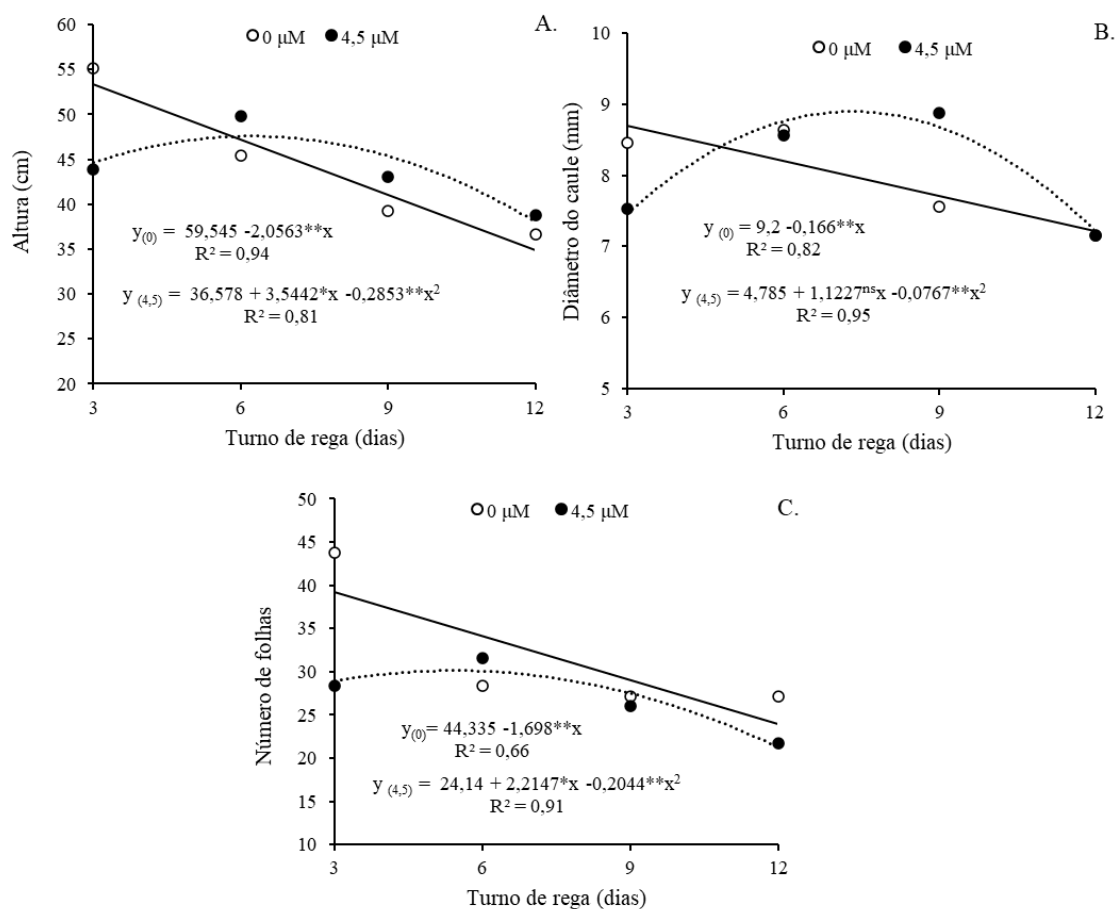 A.
0 μM 4,5 μM
60
55
50
45
40
35
30
25
20
Altura (cm)
y(0) = 59,545 -2,0563**x
R² = 0,94
y (4,5) = 36,578 + 3,5442*x -0,2853**x²
R² = 0,81
3 6 9 12
Turno de rega (dias)
B.
0 μM 4,5 μM
10
9
8
7
6
5
Diâmetro do caule (mm)
y (0) = 9,2 -0,166**x
R² = 0,82
y (4,5) = 4,785 + 1,1227ⁿˢx -0,0767**x²
R² = 0,95
3 6 9 12
Turno de rega (dias)
C.
0 μM 4,5 μM
50
45
40
35
30
25
20
15
10
Número de folhas
y(0)= 44,335 -1,698**x
R² = 0,66
y (4,5) = 24,14 + 2,2147*x -0,2044**x²
R² = 0,91
3 6 9 12
Turno de rega (dias)